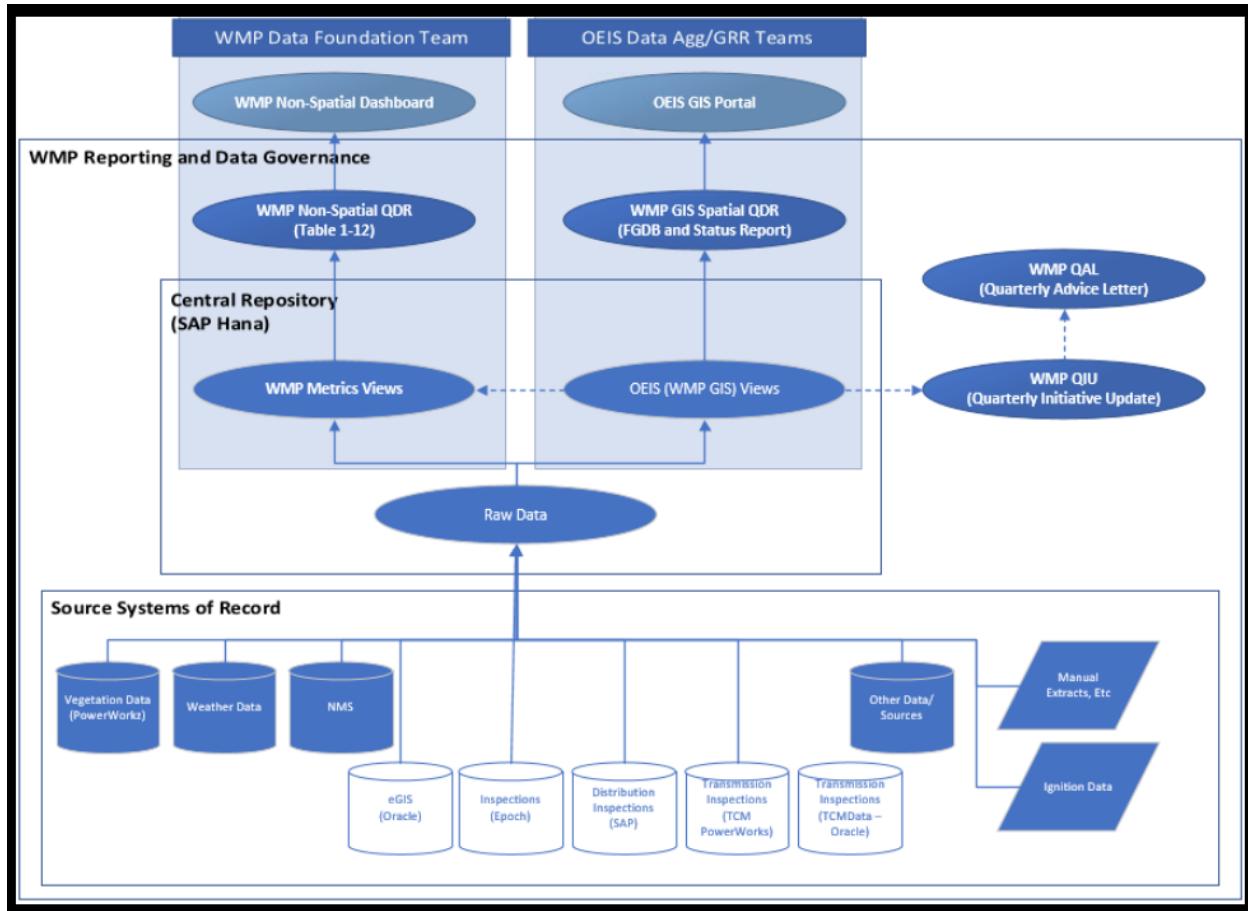 WMP Data Foundation Team
OEIS Data Agg/GRR Teams
WMP Non-Spatial Dashboard
OEIS GIS Portal
WMP Reporting and Data Governance
WMP Non-Spatial QDR
(Table 1-12)
WMP GIS Spatial QDR
(FGDB and Status Report)
WMP QAL
(Quarterly Advice Letter)
Central Repository
(SAP Hana)
WMP Metrics Views
OEIS (WMP GIS) Views
WMP QIU
(Quarterly Initiative Update)
Raw Data
Source Systems of Record
Vegetation Data
(PowerWorkz)
Weather Data
NMS
Other Data/
Sources
Manual
Extracts, Etc
eGIS
(Oracle)
Inspections
(Epoch)
Distribution
Inspections
(SAP)
Transmission
Inspections
(TCM
PowerWorks)
Transmission
Inspections
(TCMData –
Oracle)
Ignition Data